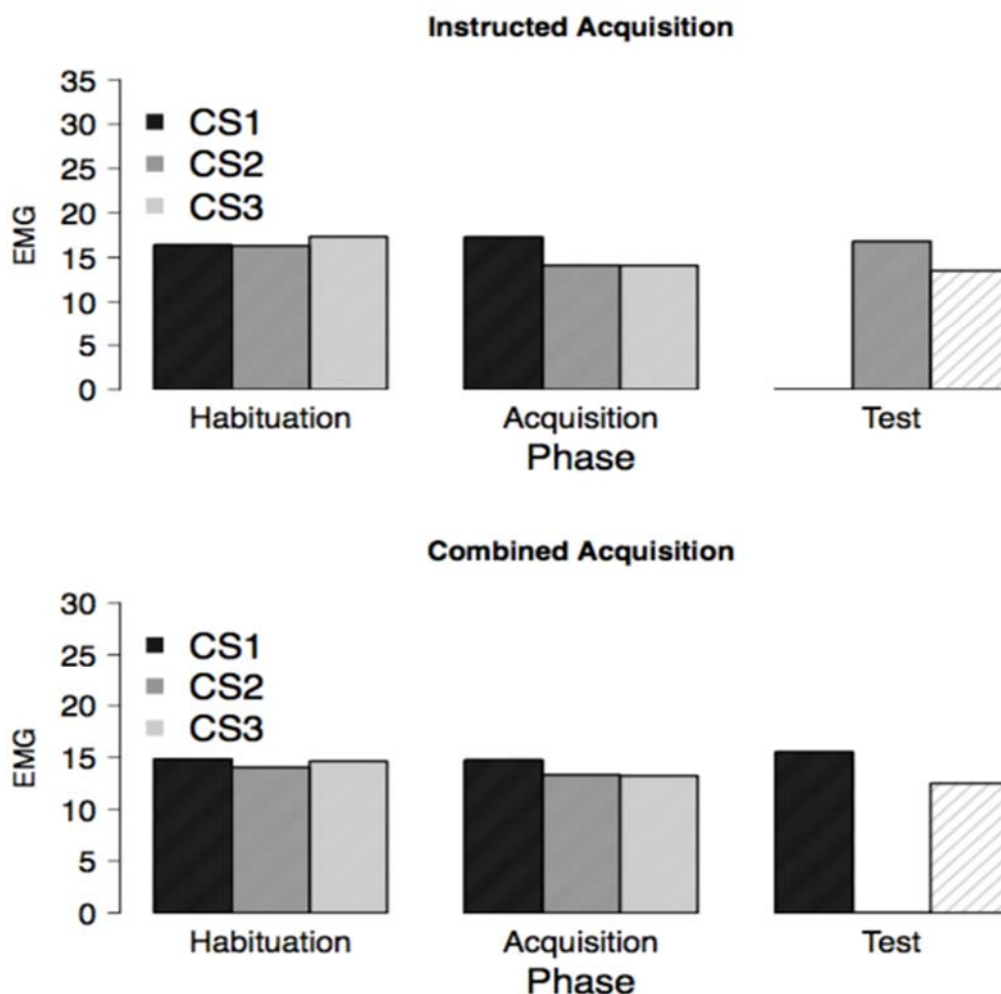 Instructed Acquisition
35
30
25
20
15
10
5
0
EMG
CS1
CS2
CS3
Habituation
Acquisition
Test
Phase
Combined Acquisition
30
25
20
15
10
5
0
EMG
CS1
CS2
CS3
Habituation
Acquisition
Test
Phase